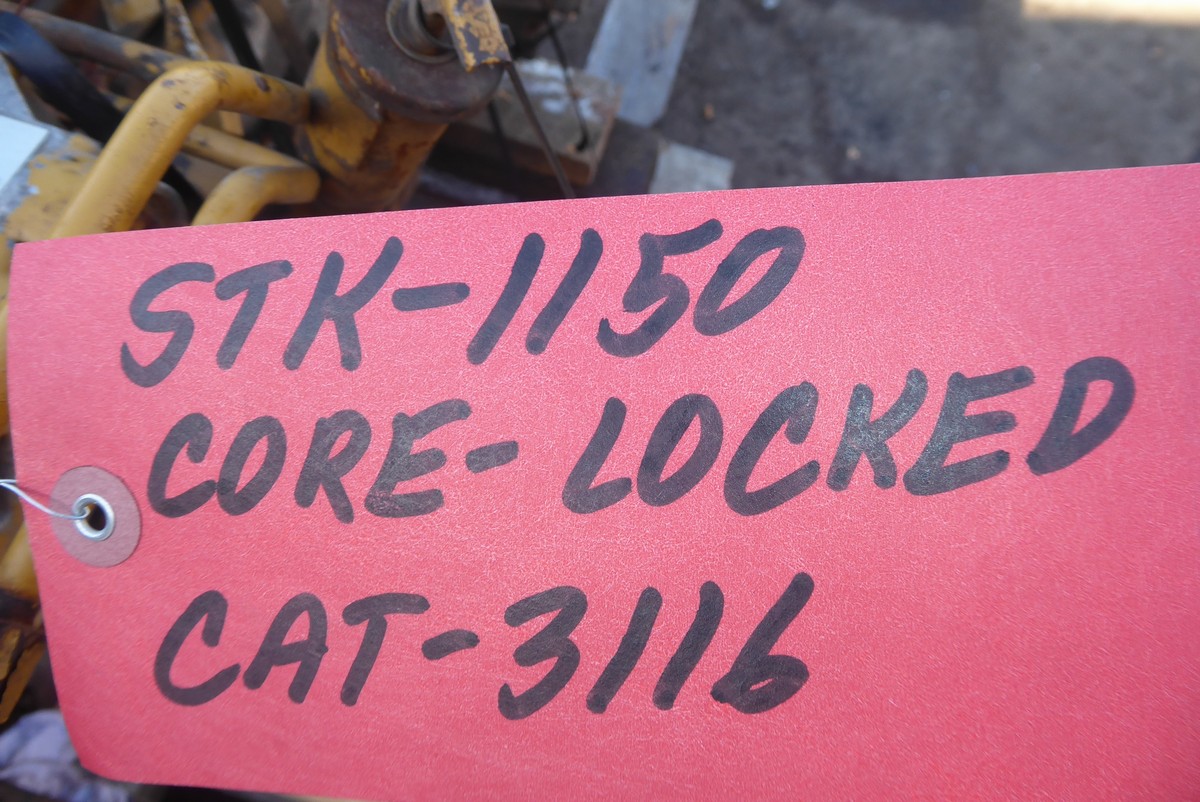 STK-1150
CORE- LOCKED
CAT-3116